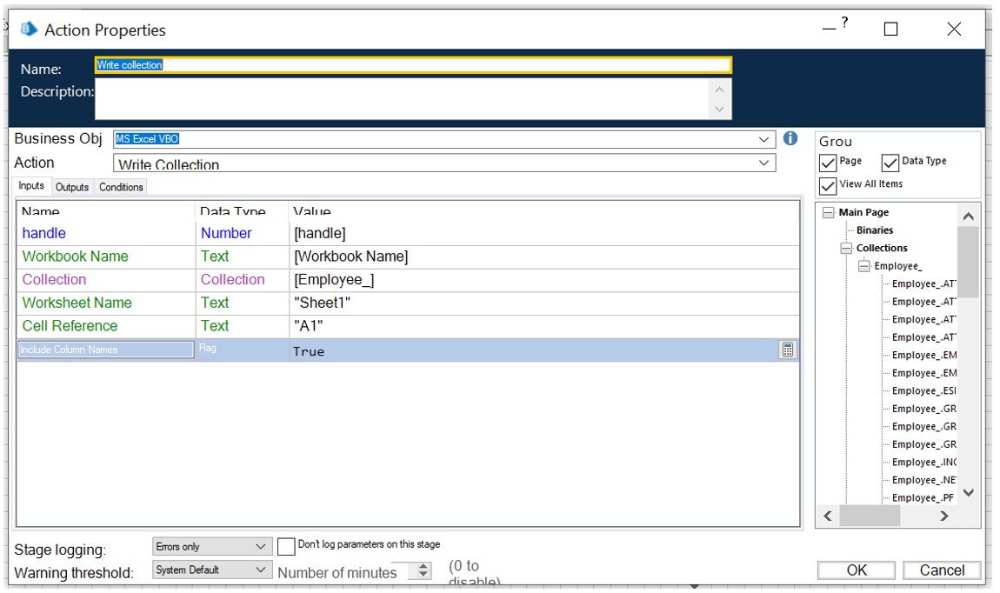 Action Properties
?
Name:
Write collection
Description:
Business Obj
MS Excel VBO
Action
Write Collection
Inputs
Outputs
Conditions
Name
Data Type
Value
handle
Number
[handle]
Workbook Name
Text
[Workbook Name]
Collection
Collection
[Employee_]
Worksheet Name
Text
"Sheet1"
Cell Reference
Text
"A1"
Include Column Names
Flag
True
Grou
Page
Data Type
View All Items
Main Page
Binaries
Collections
Employee_
Employee_.ATT
Employee_.ATT
Employee_.ATT
Employee_.ATT
Employee_.EM
Employee_.EM
Employee_.ESI
Employee_.GR
Employee_.GR
Employee_.GR
Employee_.INC
Employee_.NE
Employee_.PF
Stage logging:
Errors only
Don't log parameters on this stage
Warning threshold:
System Default
Number of minutes
(0 to
disable)
OK
Cancel